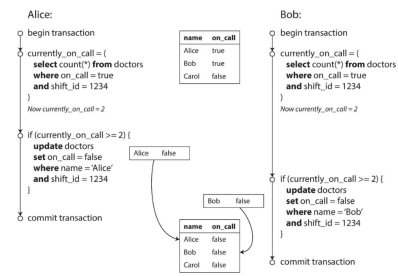 Alice:
begin transaction
currently_on_call = (
select count(*) from doctors
where on_call = true
and shift_id = 1234
)
Now currently_on_call = 2
if (currently_on_call >= 2) {
update doctors
set on_call = false
where name = ‘Alice’
and shift_id = 1234
}
commit transaction
name on_call
Alice true
Bob true
Carol false
Alice false
Bob false
name on_call
Alice false
Bob false
Carol false
Bob:
begin transaction
currently_on_call = (
select count(*) from doctors
where on_call = true
and shift_id = 1234
)
Now currently_on_call = 2
if (currently_on_call >= 2) {
update doctors
set on_call = false
where name = ‘Bob’
and shift_id = 1234
}
commit transaction